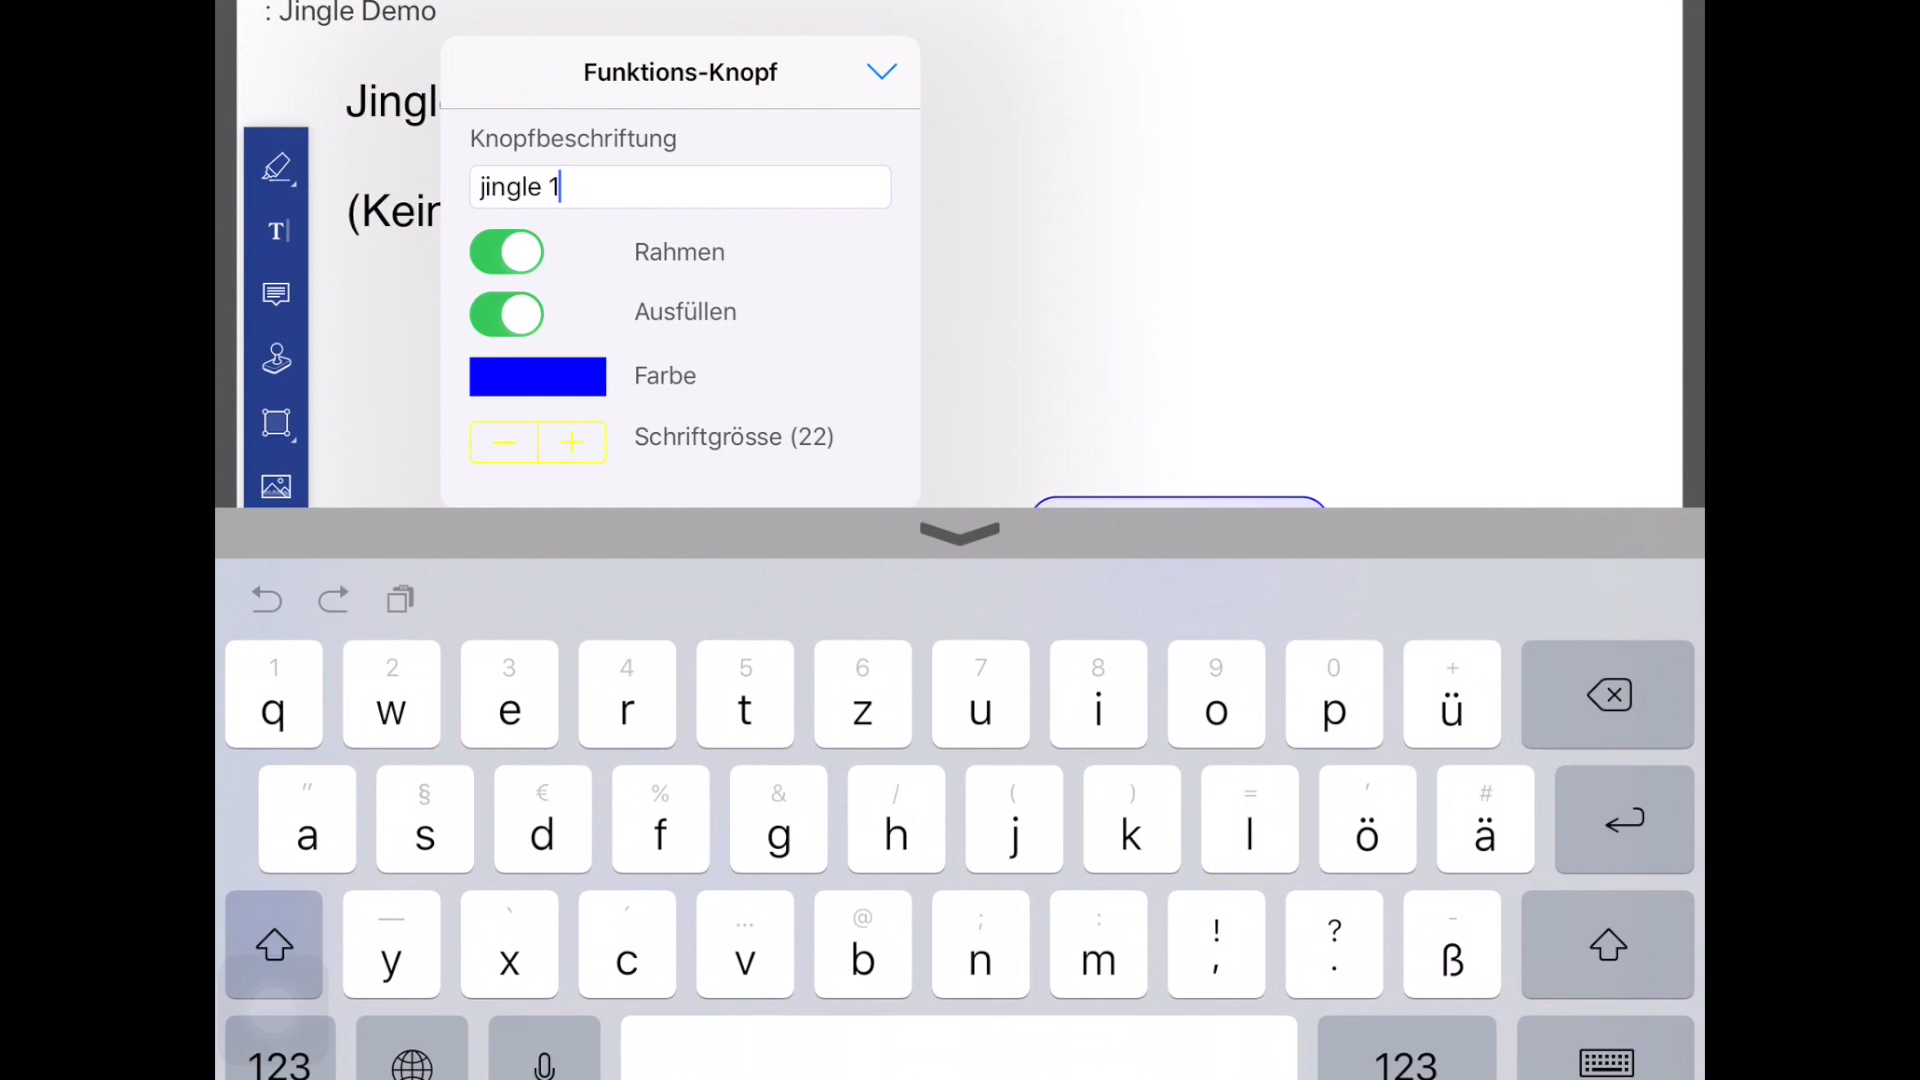 : Jingle Demo
Funktions-Knopf
Jingl
Knopfbeschriftung
jingle 1
(Kein
Rahmen
Ausfüllen
Farbe
− + Schriftgrösse (22)
T
1 2 3 4 5 6 7 8 9 0 +
q w e r t z u i o p ü
" § € % & / ( ) = ' #
a s d f g h j k l ö ä
— ` ´ ... @ ; : ! ? -
y x c v b n m , . ß
123 123